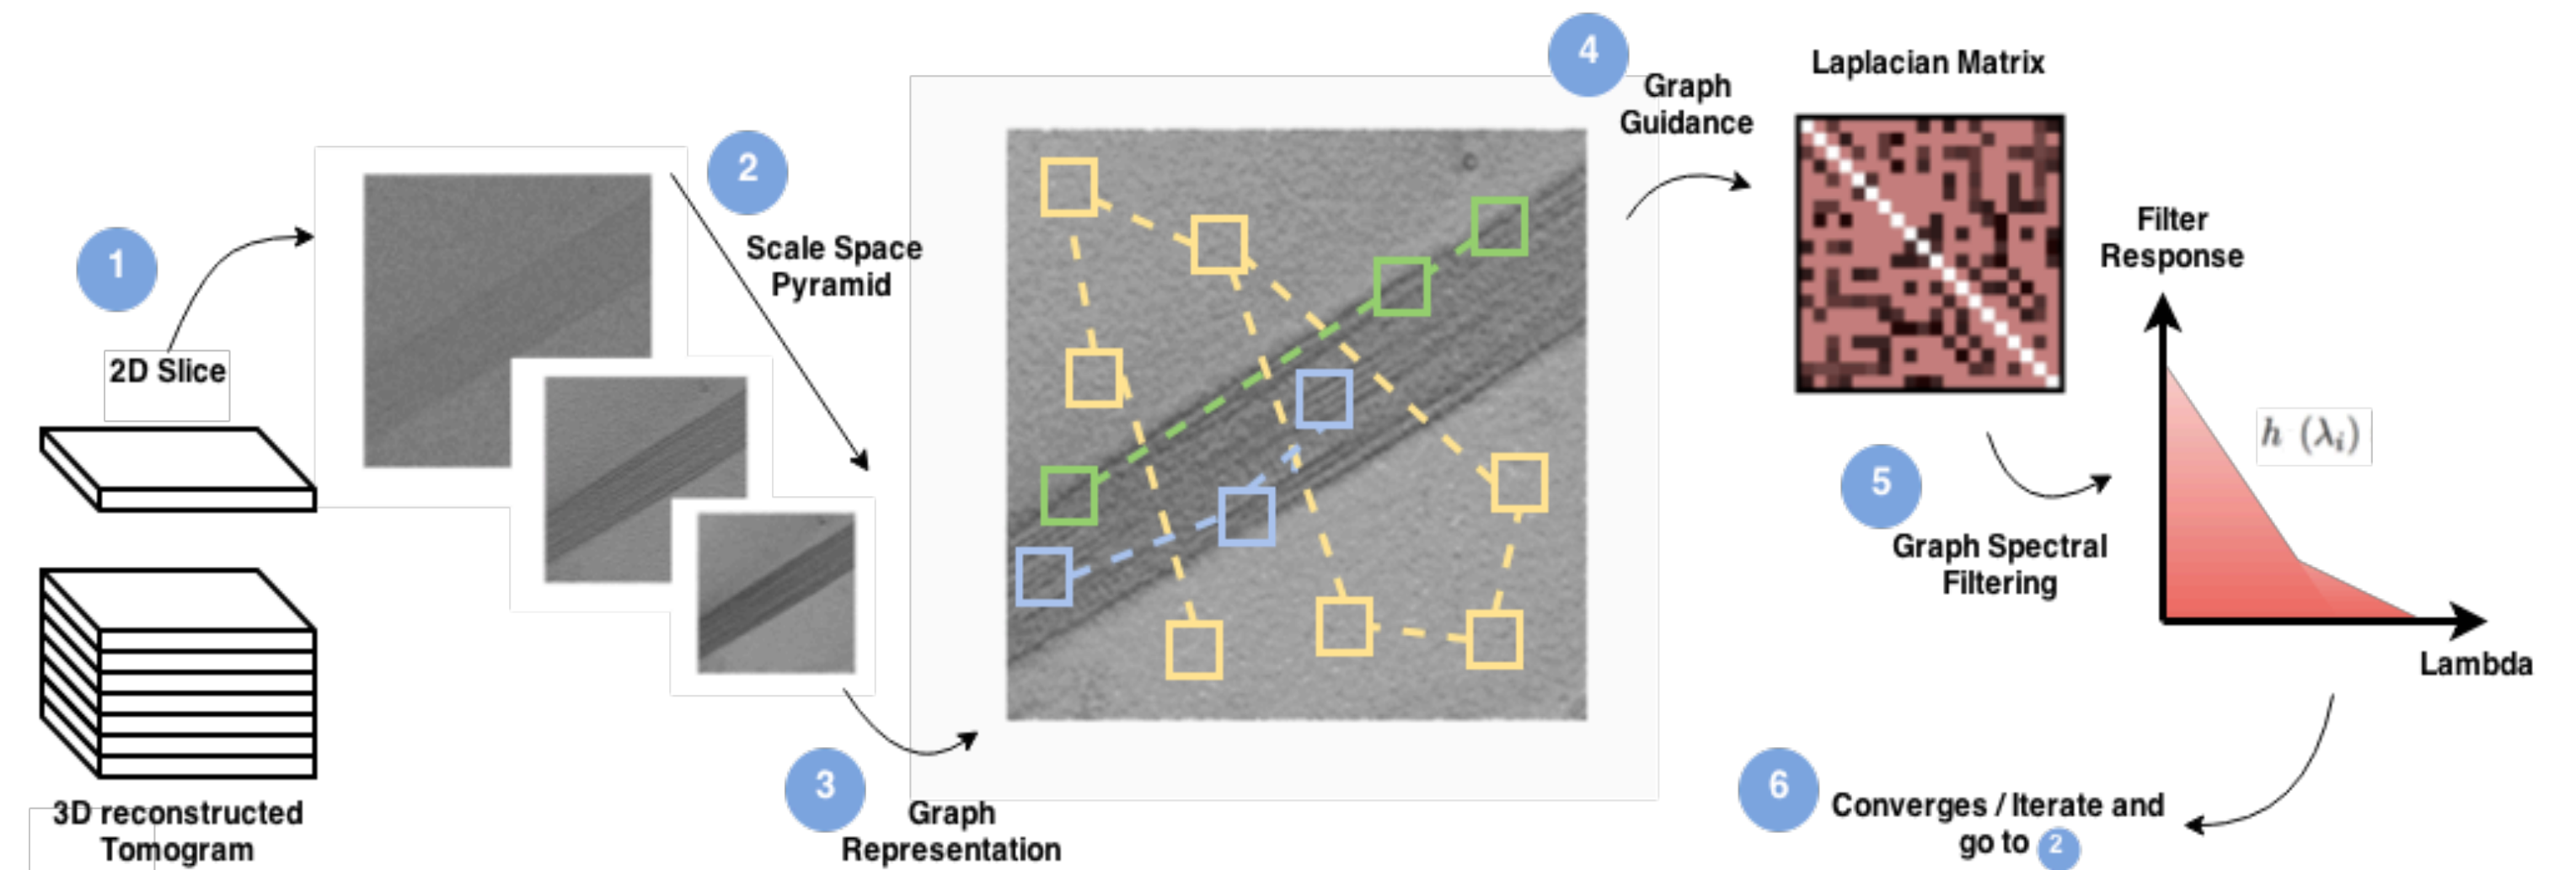 1
2D Slice
3D reconstructed
Tomogram
2
Scale Space
Pyramid
3
Graph
Representation
4
Graph
Guidance
Laplacian Matrix
5
Graph Spectral
Filtering
Filter
Response
h (λᵢ)
Lambda
6
Converges / Iterate and
go to 2